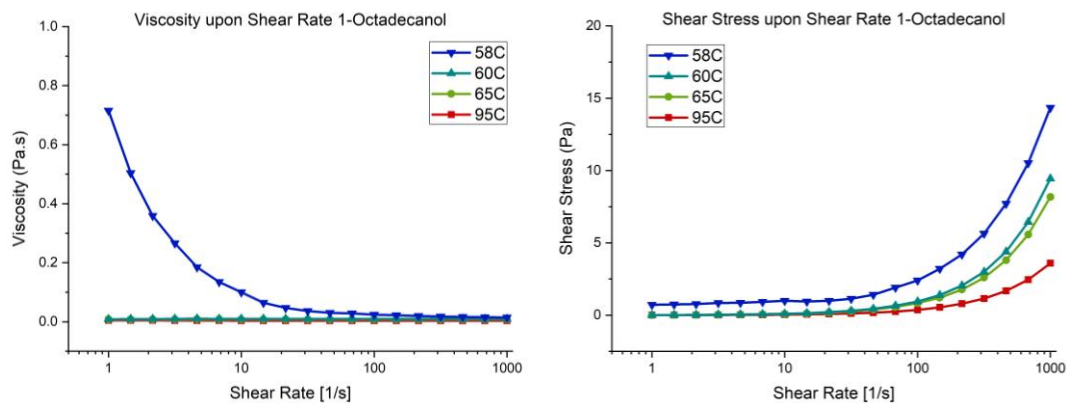 Viscosity upon Shear Rate 1-Octadecanol
1.0
0.8
0.6
0.4
0.2
0.0
Viscosity (Pa.s)
58C
60C
65C
95C
1
10
100
1000
Shear Rate [1/s]
Shear Stress upon Shear Rate 1-Octadecanol
20
15
10
5
0
Shear Stress (Pa)
58C
60C
65C
95C
1
10
100
1000
Shear Rate [1/s]